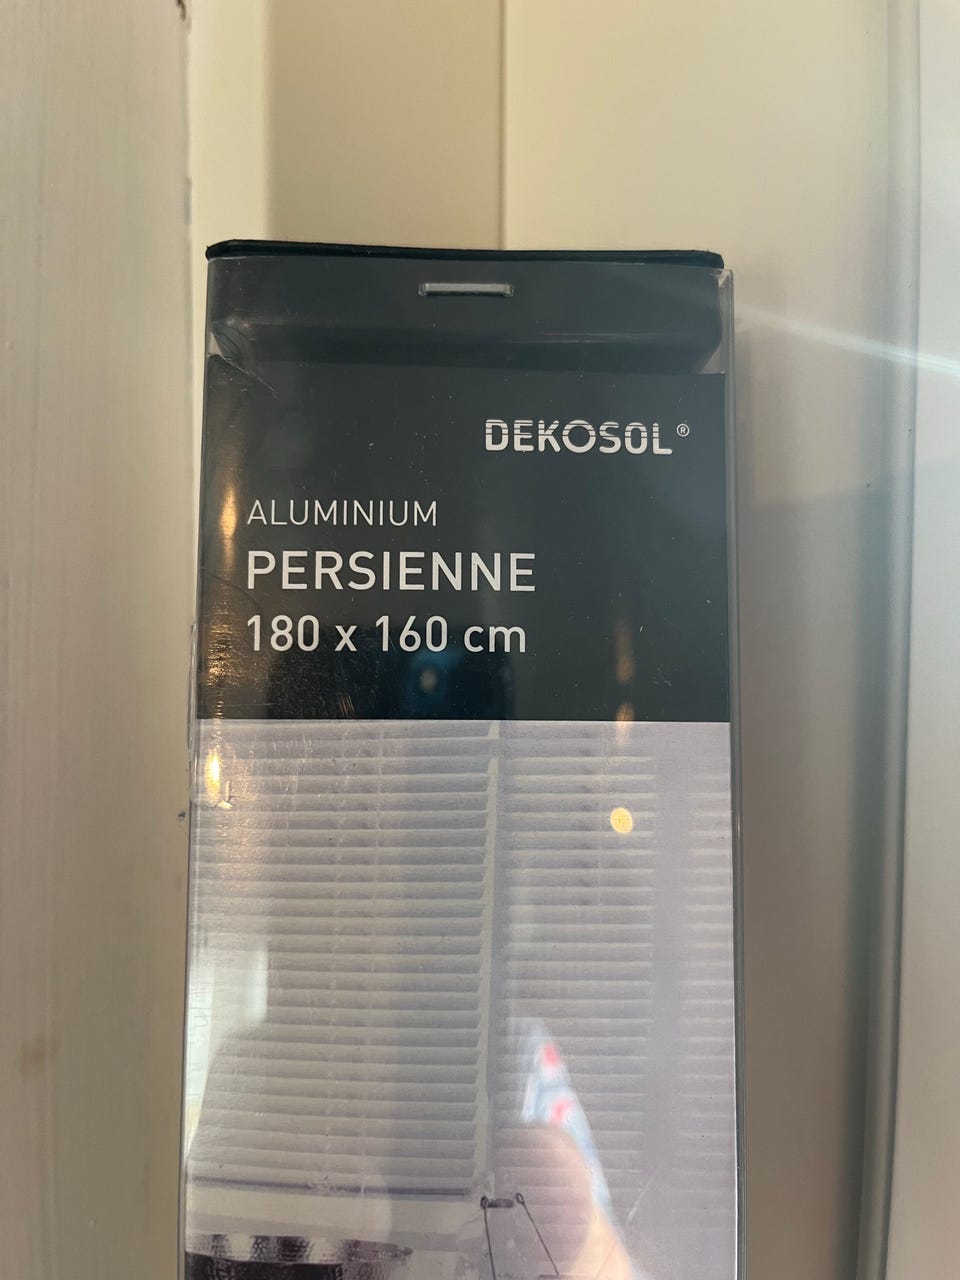 DEKOSOL®
ALUMINIUM
PERSIENNE
180 x 160 cm